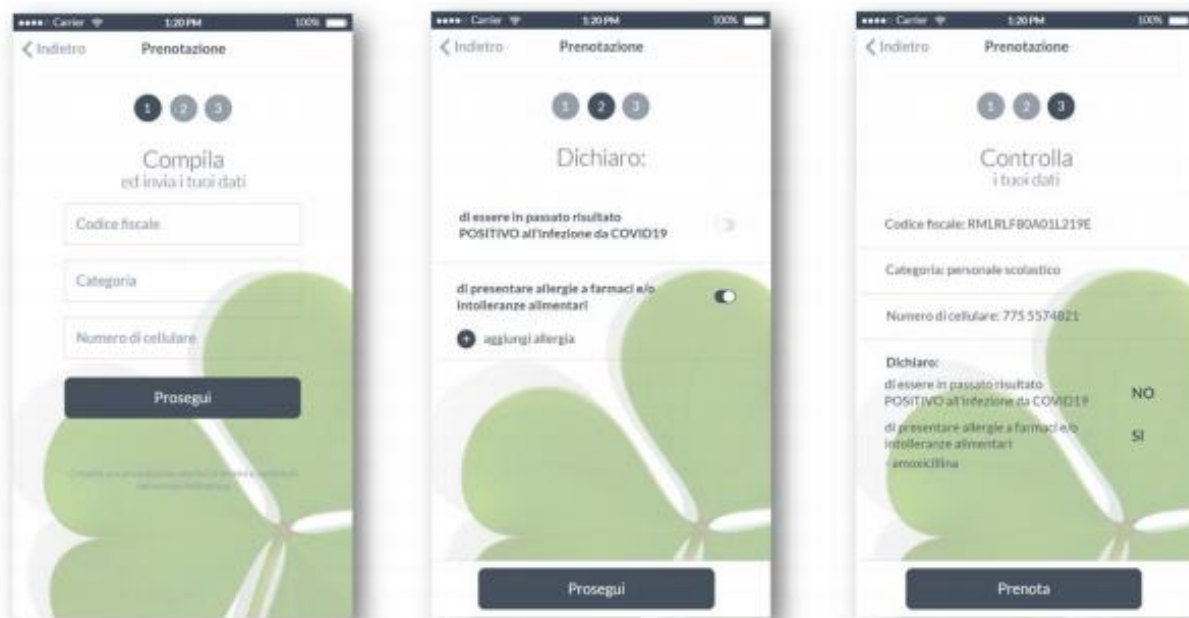 Carrier 1:20 PM 100%
Indietro Prenotazione
1 2 3
Compila
ed invia i tuoi dati
Codice fiscale
Categoria
Numero di cellulare
Prosegui
Carrier 1:20 PM 100%
Indietro Prenotazione
1 2 3
Dichiaro:
di essere in passato risultato
POSITIVO all'infezione da COVID19
di presentare allergie a farmaci e/o
intolleranze alimentari
+ aggiungi allergia
Prosegui
Carrier 1:20 PM 100%
Indietro Prenotazione
1 2 3
Controlla
i tuoi dati
Codice fiscale: RMLRLF80A01L219E
Categoria: personale scolastico
Numero di cellulare: 775 5574821
Dichiaro:
di essere in passato risultato
POSITIVO all'infezione da COVID19 NO
di presentare allergie a farmaci e/o
intolleranze alimentari SI
- amoxicillina
Prenota